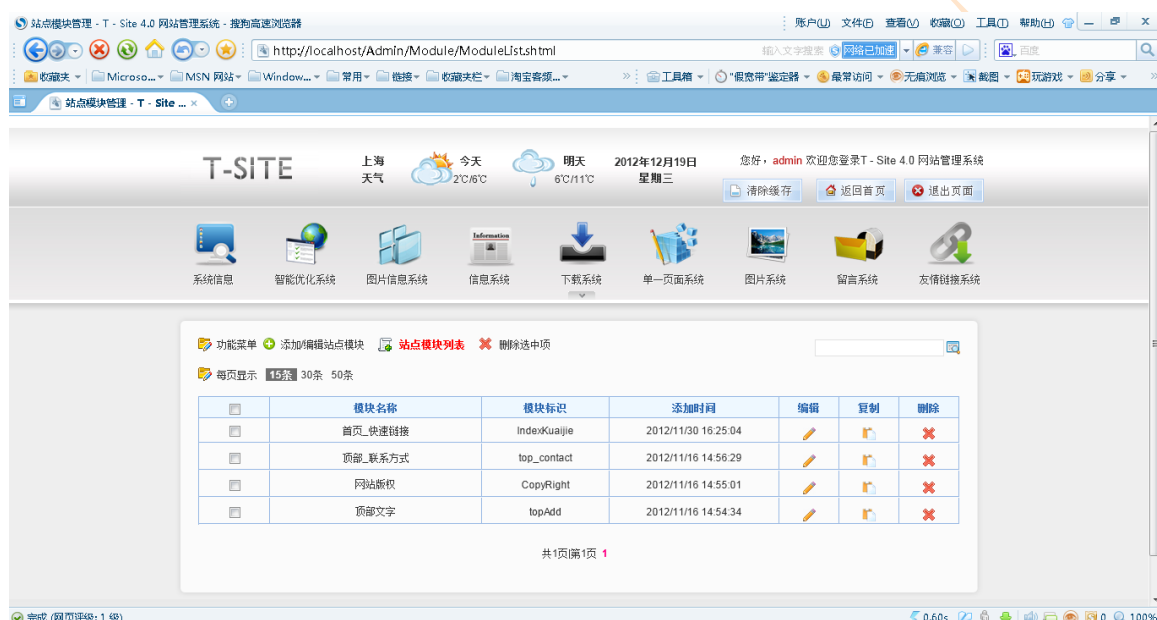 站点模块管理 - T - Site 4.0 网站管理系统 - 搜狗高速浏览器 账户(U) 文件(F) 查看(V) 收藏(O) 工具(T) 帮助(H)
http://localhost/Admin/Module/ModuleList.shtml 输入文字搜索 网络已加速 兼容 百度
收藏夹 Microso... MSN 网站 Window... 常用 链接 收藏夹栏 淘宝客频... » 工具箱 "假宽带"鉴定器 最常访问 无痕浏览 截图 玩游戏 分享 »
站点模块管理 - T - Site ... ×
T-SITE 上海 今天 明天 2012年12月19日 您好，admin 欢迎您登录T - Site 4.0 网站管理系统
天气 2℃/6℃ 6℃/11℃ 星期三 清除缓存 返回首页 退出页面
Information
系统信息 智能优化系统 图片信息系统 信息系统 下载系统 单一页面系统 图片系统 留言系统 友情链接系统
功能菜单 添加/编辑站点模块 站点模块列表 删除选中项
每页显示 15条 30条 50条
模块名称 模块标识 添加时间 编辑 复制 删除
首页_快速链接 IndexKuaijie 2012/11/30 16:25:04
顶部_联系方式 top_contact 2012/11/16 14:56:29
网站版权 CopyRight 2012/11/16 14:55:01
顶部文字 topAdd 2012/11/16 14:54:34
共1页|第1页 1
完成 (网页评级: 1 级) 0.60s 0 100%